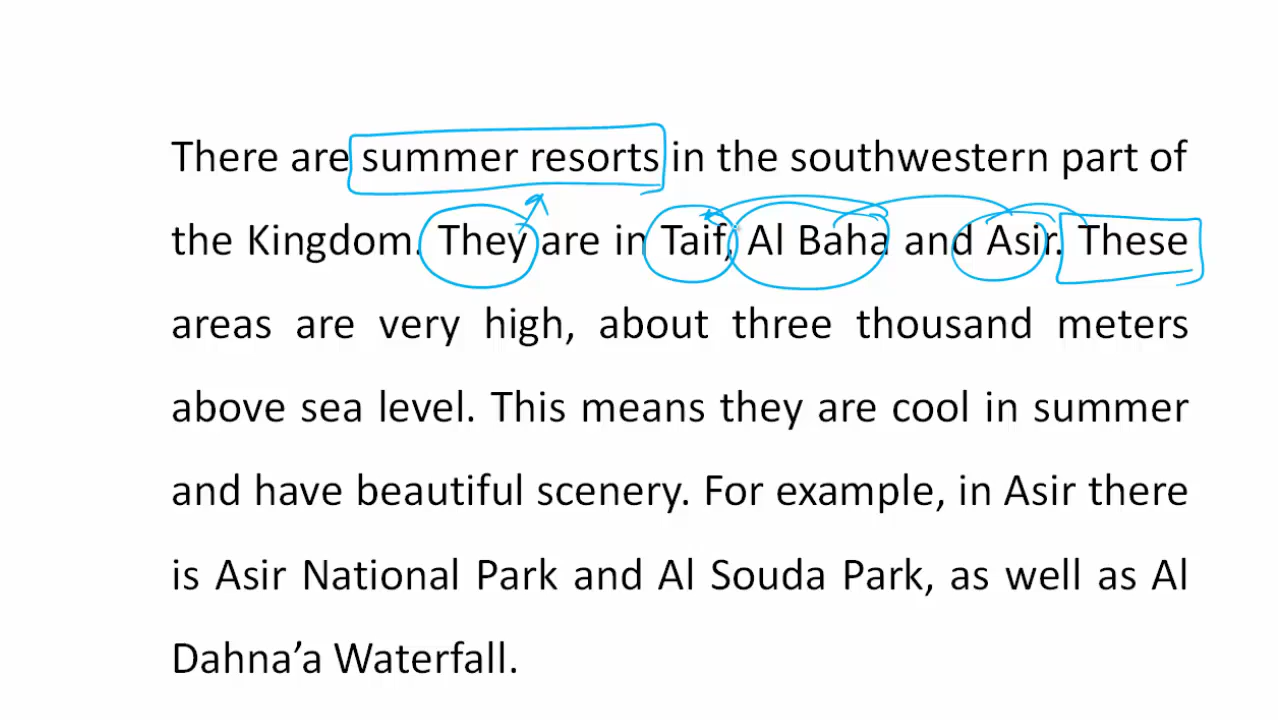 There are summer resorts in the southwestern part of
the Kingdom. They are in Taif, Al Baha and Asir. These
areas are very high, about three thousand meters
above sea level. This means they are cool in summer
and have beautiful scenery. For example, in Asir there
is Asir National Park and Al Souda Park, as well as Al
Dahna’a Waterfall.